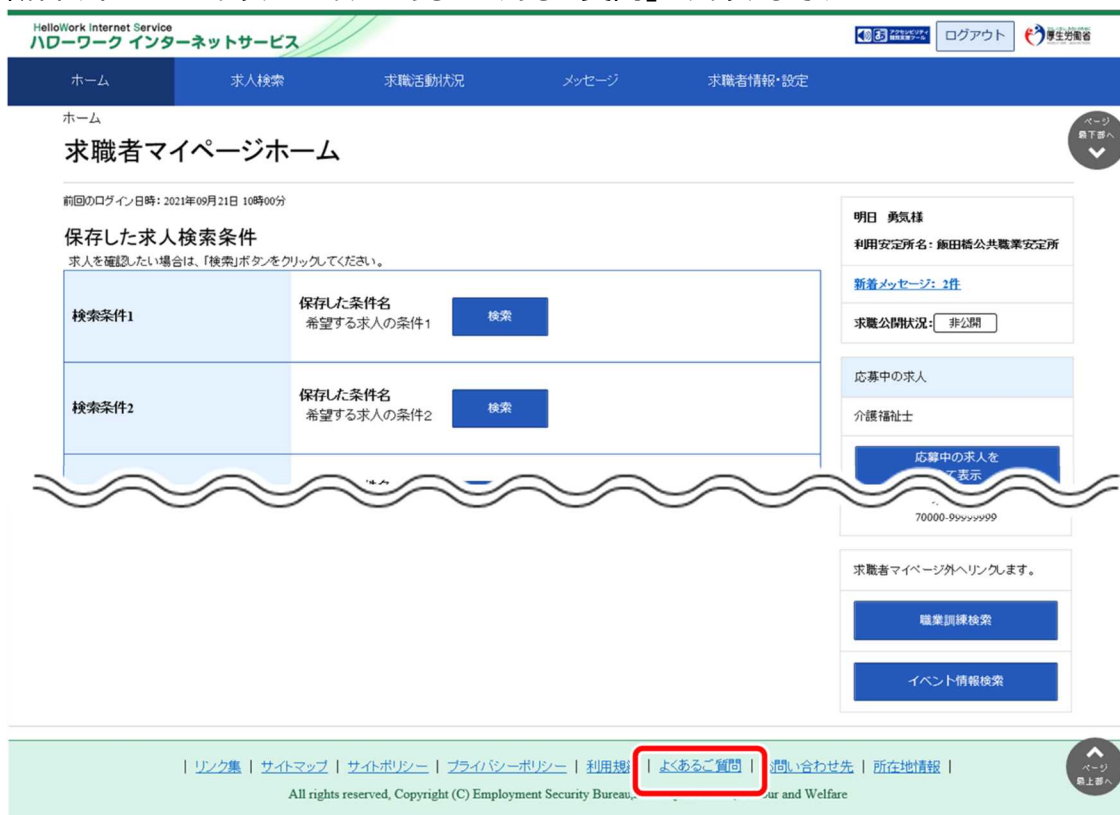 HelloWork Internet Service
ハローワーク インターネットサービス
ログアウト
厚生労働省
ホーム
求人検索
求職活動状況
メッセージ
求職者情報・設定
ホーム
求職者マイページホーム
ページ
最下部へ
前回のログイン日時：2021年09月21日 10時00分
保存した求人検索条件
求人を確認したい場合は、「検索」ボタンをクリックしてください。
検索条件1
保存した条件名
希望する求人の条件1
検索
検索条件2
保存した条件名
希望する求人の条件2
検索
明日 勇気様
利用安定所名：飯田橋公共職業安定所
新着メッセージ： 2件
求職公開状況： 非公開
応募中の求人
介護福祉士
応募中の求人を
て表示
70000-99999999
求職者マイページ外へリンクします。
職業訓練検索
イベント情報検索
| リンク集 | サイトマップ | サイトポリシー | プライバシーポリシー | 利用規 | よくあるご質問 | 問い合わせ先 | 所在地情報 |
All rights reserved, Copyright (C) Employment Security Bureau, and Welfare
ページ
最上部へ